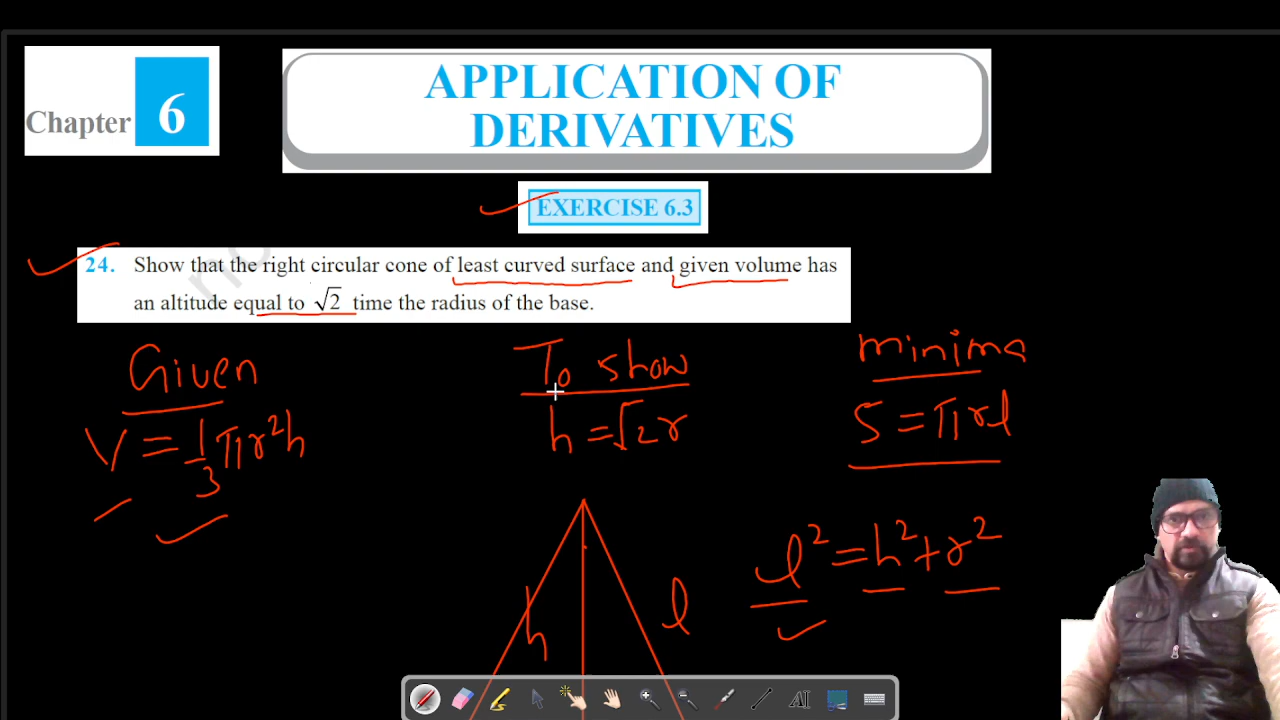 Chapter 6
APPLICATION OF
DERIVATIVES
EXERCISE 6.3
24. Show that the right circular cone of least curved surface and given volume has
an altitude equal to √2 time the radius of the base.
Given
V = 1/3 πr²h
To show
h = √2 r
minima
S = πrl
l² = h² + r²
h
l
AI